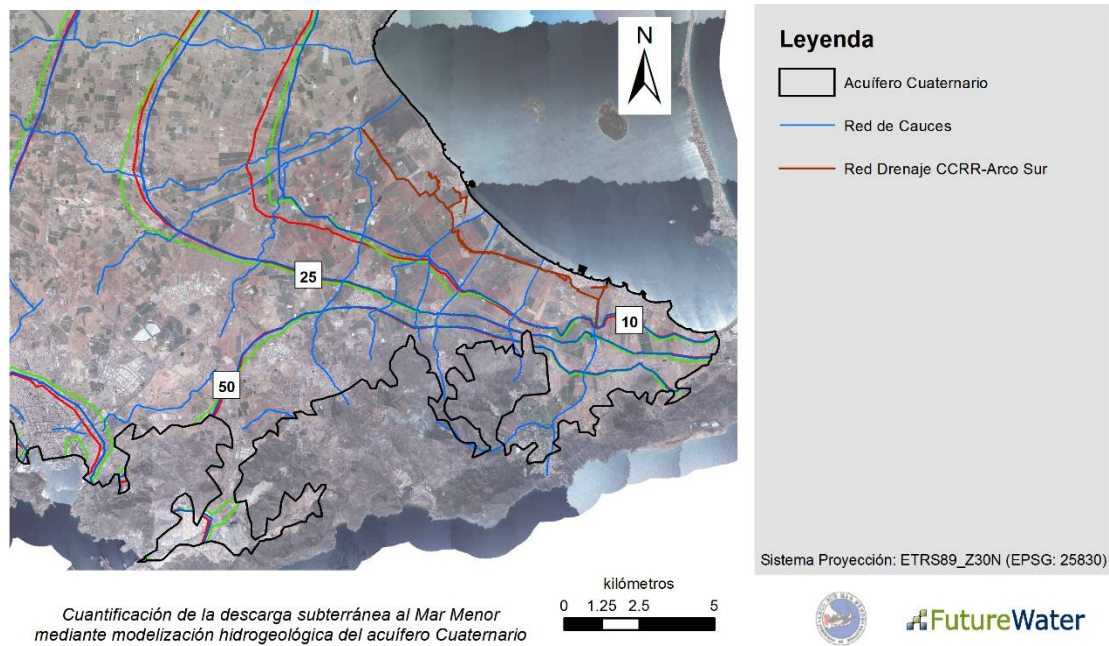 N
25
10
50
Leyenda
Acuífero Cuaternario
Red de Cauces
Red Drenaje CCRR-Arco Sur
Sistema Proyección: ETRS89_Z30N (EPSG: 25830)
Cuantificación de la descarga subterránea al Mar Menor
mediante modelización hidrogeológica del acuífero Cuaternario
kilómetros
0 1.25 2.5 5
FutureWater